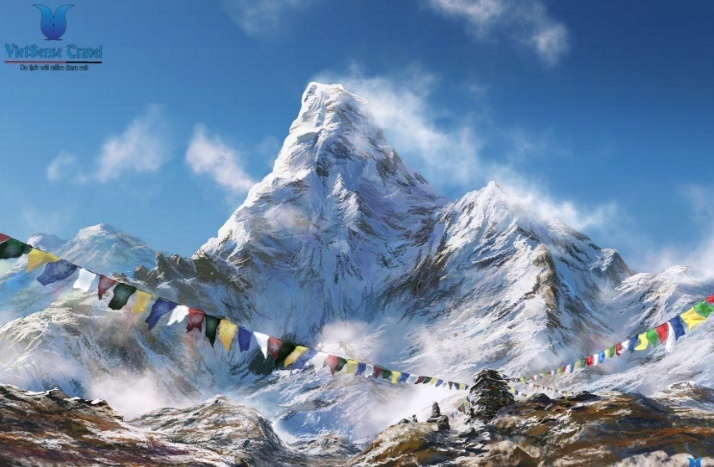 VietSense Travel
Du lịch với niềm đam mê